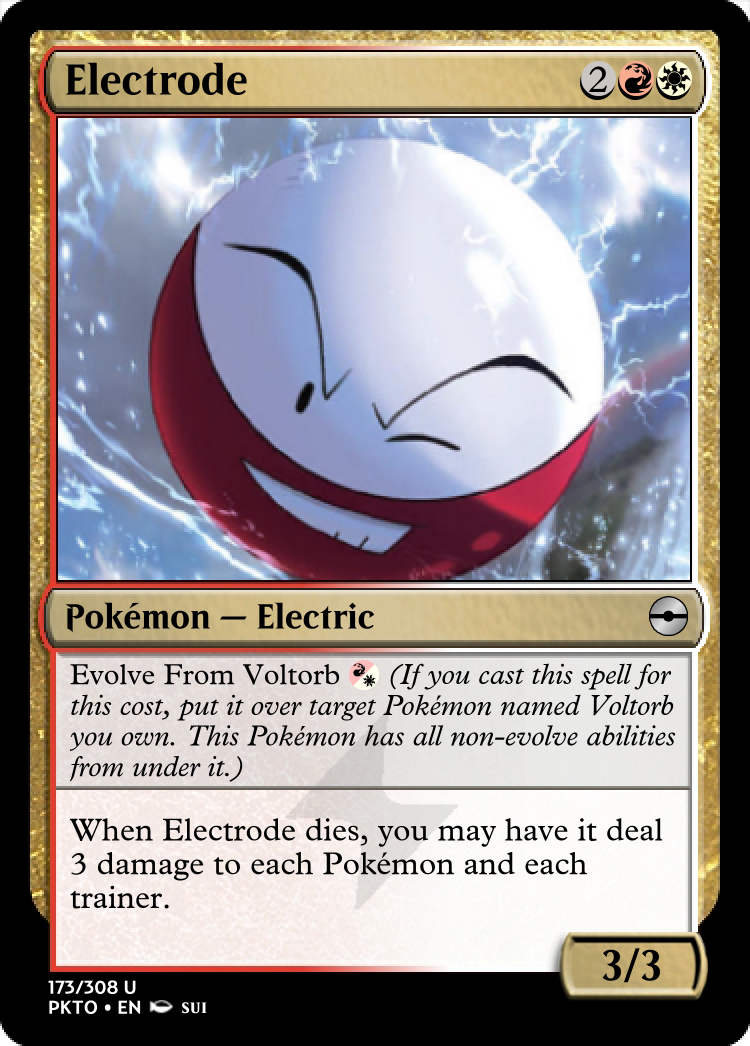 Electrode 2
Pokémon — Electric
Evolve From Voltorb (If you cast this spell for
this cost, put it over target Pokémon named Voltorb
you own. This Pokémon has all non-evolve abilities
from under it.)
When Electrode dies, you may have it deal
3 damage to each Pokémon and each
trainer.
3/3
173/308 U
PKTO • EN SUI